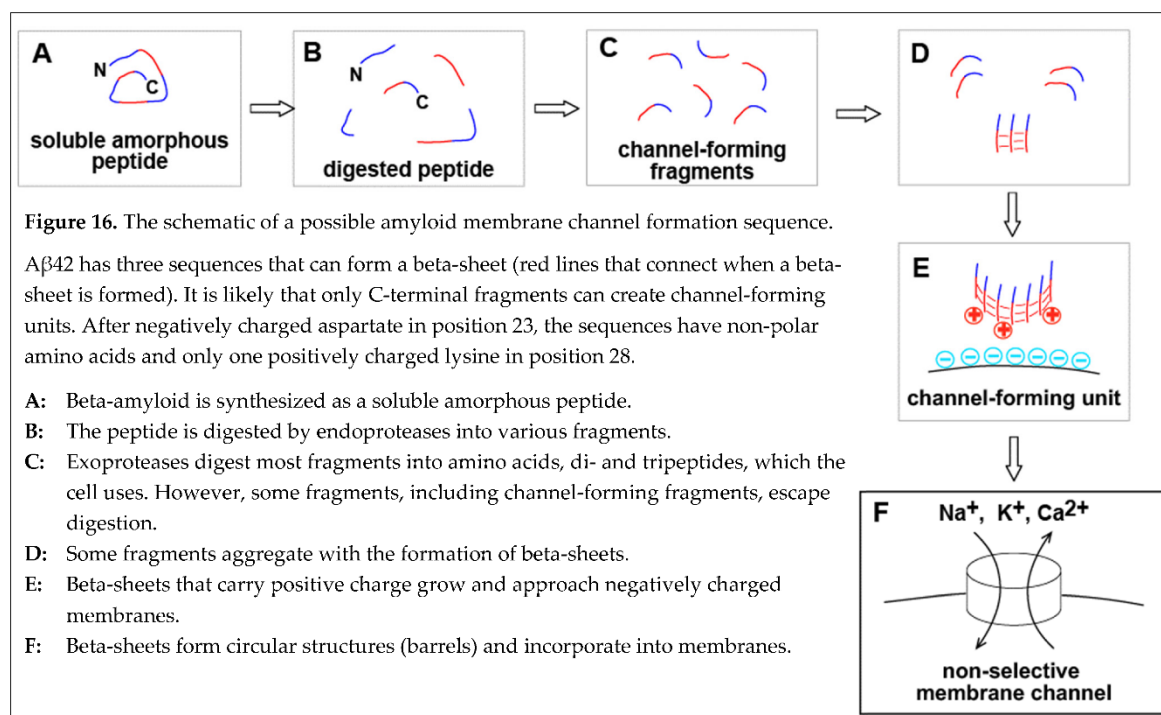 A
N
C
soluble amorphous
peptide
B
N
C
digested peptide
C
channel-forming
fragments
D
Figure 16. The schematic of a possible amyloid membrane channel formation sequence.
Aβ42 has three sequences that can form a beta-sheet (red lines that connect when a beta-
sheet is formed). It is likely that only C-terminal fragments can create channel-forming
units. After negatively charged aspartate in position 23, the sequences have non-polar
amino acids and only one positively charged lysine in position 28.
A: Beta-amyloid is synthesized as a soluble amorphous peptide.
B: The peptide is digested by endoproteases into various fragments.
C: Exoproteases digest most fragments into amino acids, di- and tripeptides, which the
cell uses. However, some fragments, including channel-forming fragments, escape
digestion.
D: Some fragments aggregate with the formation of beta-sheets.
E: Beta-sheets that carry positive charge grow and approach negatively charged
membranes.
F: Beta-sheets form circular structures (barrels) and incorporate into membranes.
E
+ + +
− − − − − − −
channel-forming unit
F
Na+, K+, Ca2+
non-selective
membrane channel